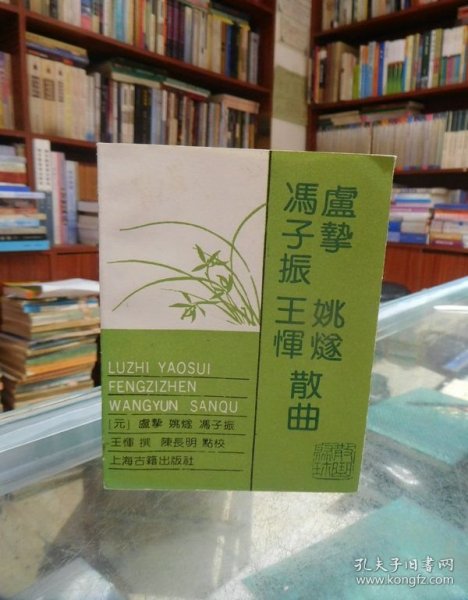 盧摯 姚燧
馮子振 王惲 散曲
LUZHI YAOSUI
FENGZIZHEN
WANGYUN SANQU
[元] 盧摯 姚燧 馮子振
王惲 撰 陳長明 點校
上海古籍出版社
孔夫子旧书网
www.kongfz.com